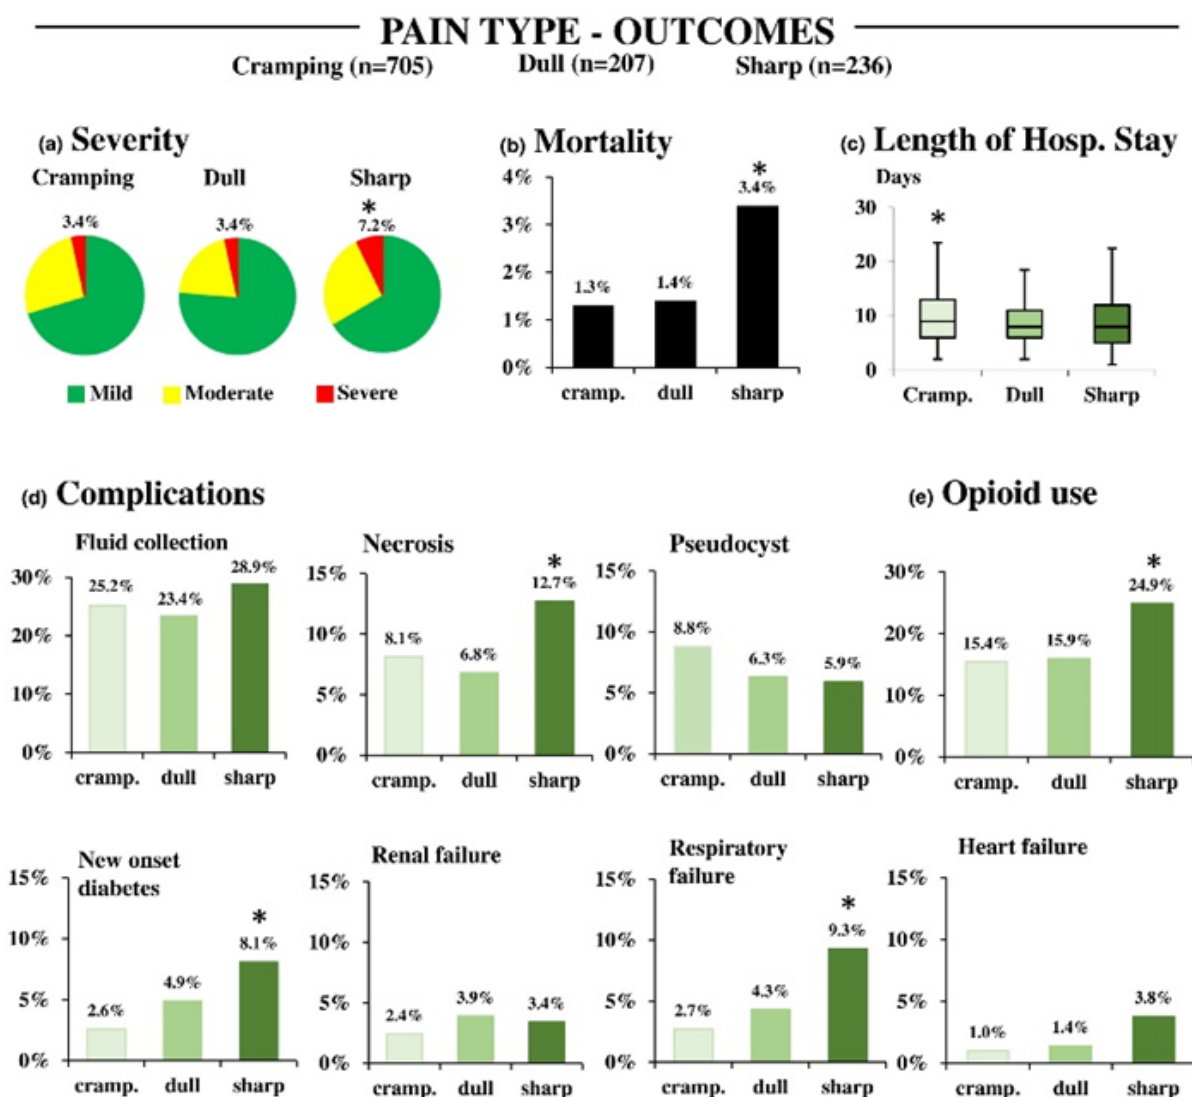 PAIN TYPE - OUTCOMES
Cramping (n=705) Dull (n=207) Sharp (n=236)
(a) Severity
Cramping Dull Sharp
*
3.4% 3.4% 7.2%
Mild Moderate Severe
(b) Mortality
4%
3%
2%
1%
0%
*
3.4%
1.3% 1.4%
cramp. dull sharp
(c) Length of Hosp. Stay
Days
30
20
10
0
*
Cramp. Dull Sharp
(d) Complications
Fluid collection
30%
20%
10%
0%
25.2% 23.4% 28.9%
cramp. dull sharp
Necrosis
15%
10%
5%
0%
*
8.1% 6.8% 12.7%
cramp. dull sharp
Pseudocyst
15%
10%
5%
0%
8.8% 6.3% 5.9%
cramp. dull sharp
(e) Opioid use
30%
20%
10%
0%
*
15.4% 15.9% 24.9%
cramp. dull sharp
New onset
diabetes
15%
10%
5%
0%
*
2.6% 4.9% 8.1%
cramp. dull sharp
Renal failure
15%
10%
5%
0%
2.4% 3.9% 3.4%
cramp. dull sharp
Respiratory
failure
15%
10%
5%
0%
*
2.7% 4.3% 9.3%
cramp. dull sharp
Heart failure
15%
10%
5%
0%
1.0% 1.4% 3.8%
cramp. dull sharp